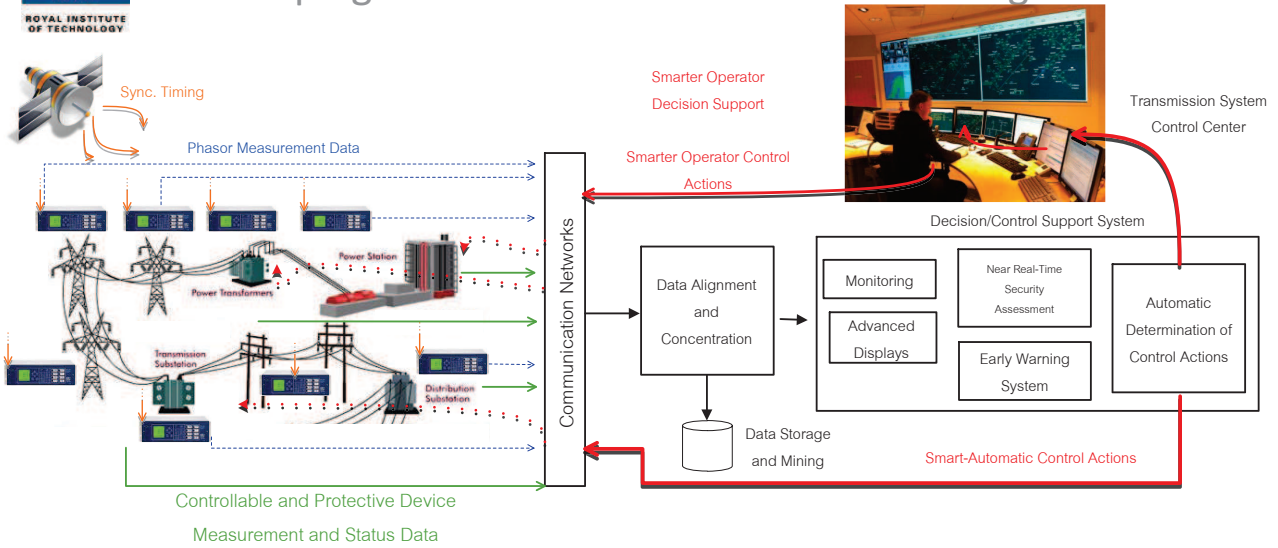 ROYAL INSTITUTE
OF TECHNOLOGY
Sync. Timing
Phasor Measurement Data
Smarter Operator
Decision Support
Smarter Operator Control
Actions
Transmission System
Control Center
Decision/Control Support System
Power Station
Power Transformers
Transmission
Substation
Distribution
Substation
Communication Networks
Data Alignment
and
Concentration
Data Storage
and Mining
Monitoring
Advanced
Displays
Near Real-Time
Security
Assessment
Early Warning
System
Automatic
Determination of
Control Actions
Smart-Automatic Control Actions
Controllable and Protective Device
Measurement and Status Data